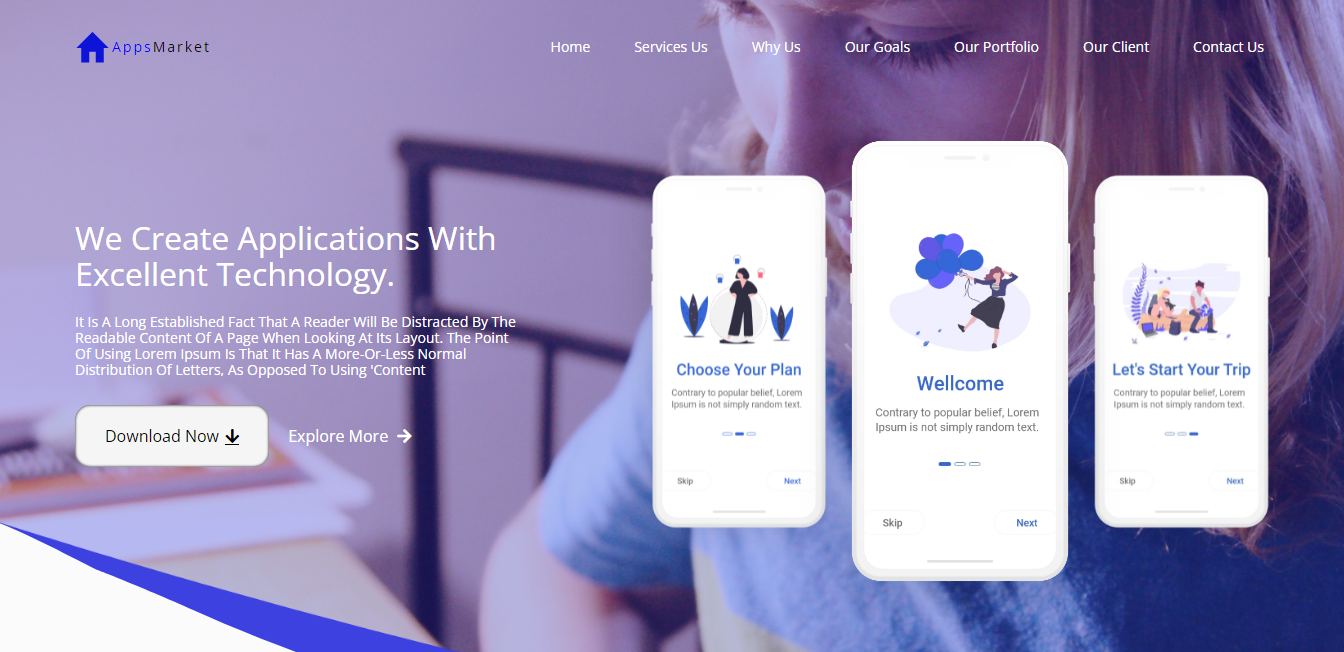 AppsMarket
Home
Services Us
Why Us
Our Goals
Our Portfolio
Our Client
Contact Us
We Create Applications With
Excellent Technology.
It Is A Long Established Fact That A Reader Will Be Distracted By The
Readable Content Of A Page When Looking At Its Layout. The Point
Of Using Lorem Ipsum Is That It Has A More-Or-Less Normal
Distribution Of Letters, As Opposed To Using 'Content
Download Now
Explore More
Choose Your Plan
Contrary to popular belief, Lorem
Ipsum is not simply random text.
Skip
Next
Wellcome
Contrary to popular belief, Lorem
Ipsum is not simply random text.
Skip
Next
Let's Start Your Trip
Contrary to popular belief, Lorem
Ipsum is not simply random text.
Skip
Next